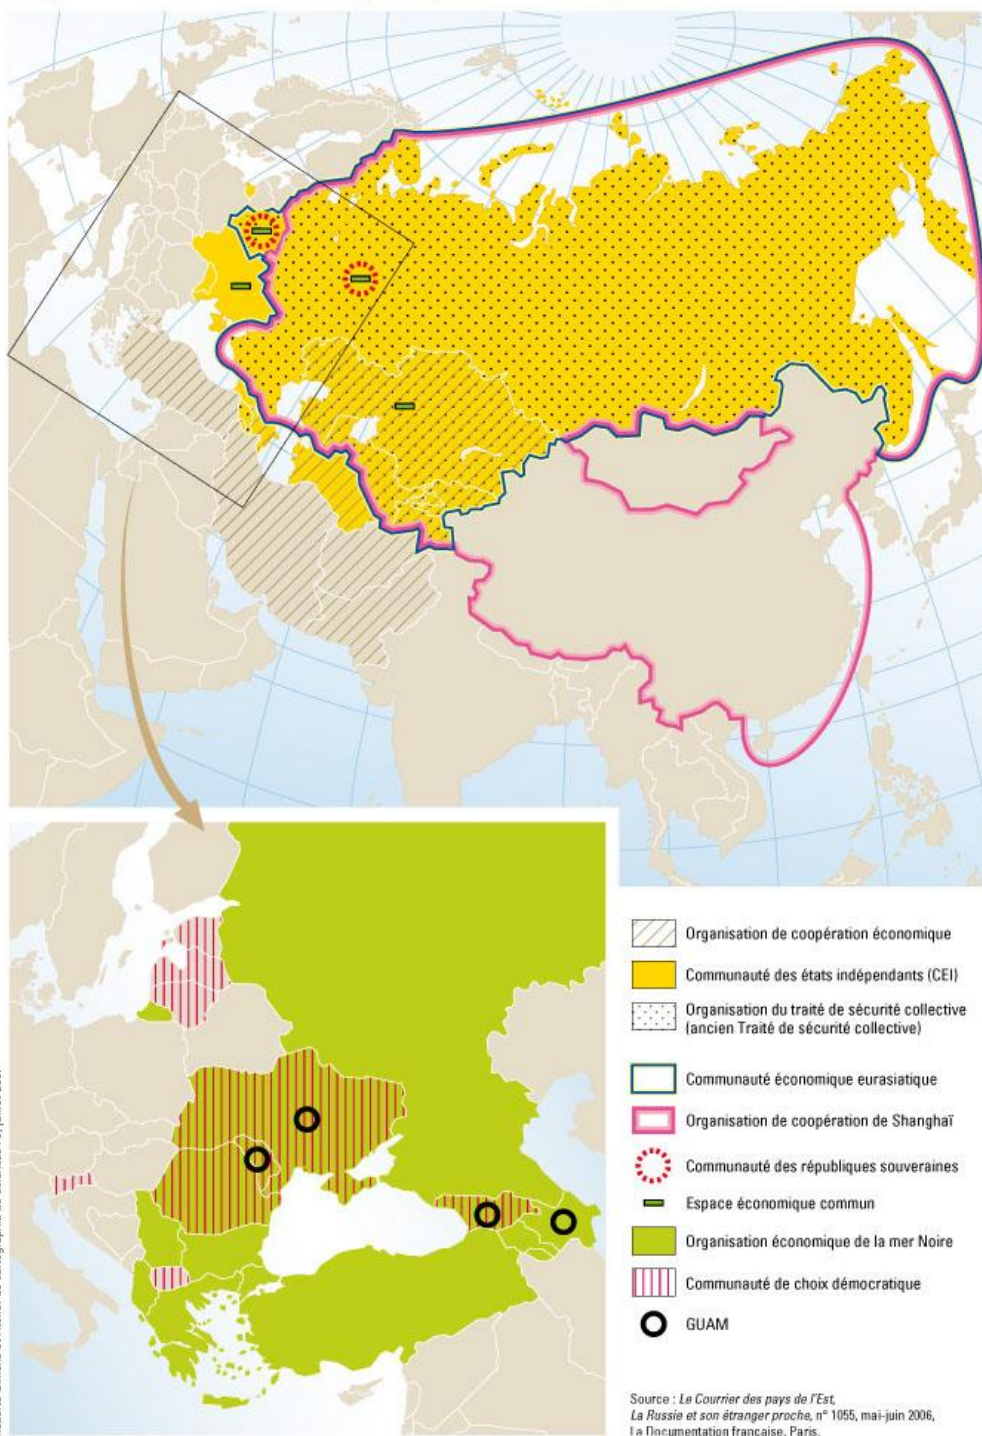 Organisation de coopération économique
Communauté des états indépendants (CEI)
Organisation du traité de sécurité collective
(ancien Traité de sécurité collective)
Communauté économique eurasiatique
Organisation de coopération de Shanghaï
Communauté des républiques souveraines
Espace économique commun
Organisation économique de la mer Noire
Communauté de choix démocratique
GUAM
Source : Le Courrier des pays de l'Est,
La Russie et son étranger proche, n° 1055, mai-juin 2006,
La Documentation française, Paris.